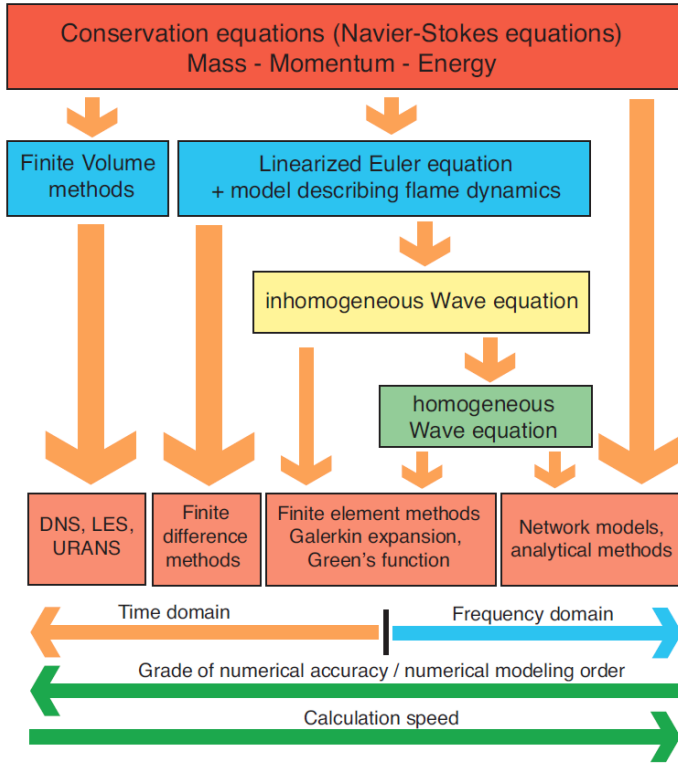 Conservation equations (Navier-Stokes equations)
Mass - Momentum - Energy
Finite Volume
methods
Linearized Euler equation
+ model describing flame dynamics
inhomogeneous Wave equation
homogeneous
Wave equation
DNS, LES,
URANS
Finite
difference
methods
Finite element methods
Galerkin expansion,
Green's function
Network models,
analytical methods
Time domain
Frequency domain
Grade of numerical accuracy / numerical modeling order
Calculation speed